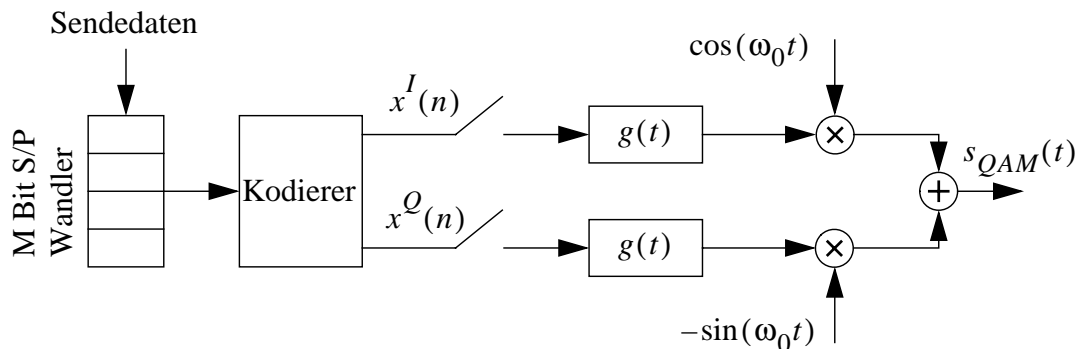 Sendedaten
cos(ω₀t)
x^I(n)
g(t)
s_QAM(t)
M Bit S/P
Wandler
Kodierer
x^Q(n)
g(t)
–sin(ω₀t)